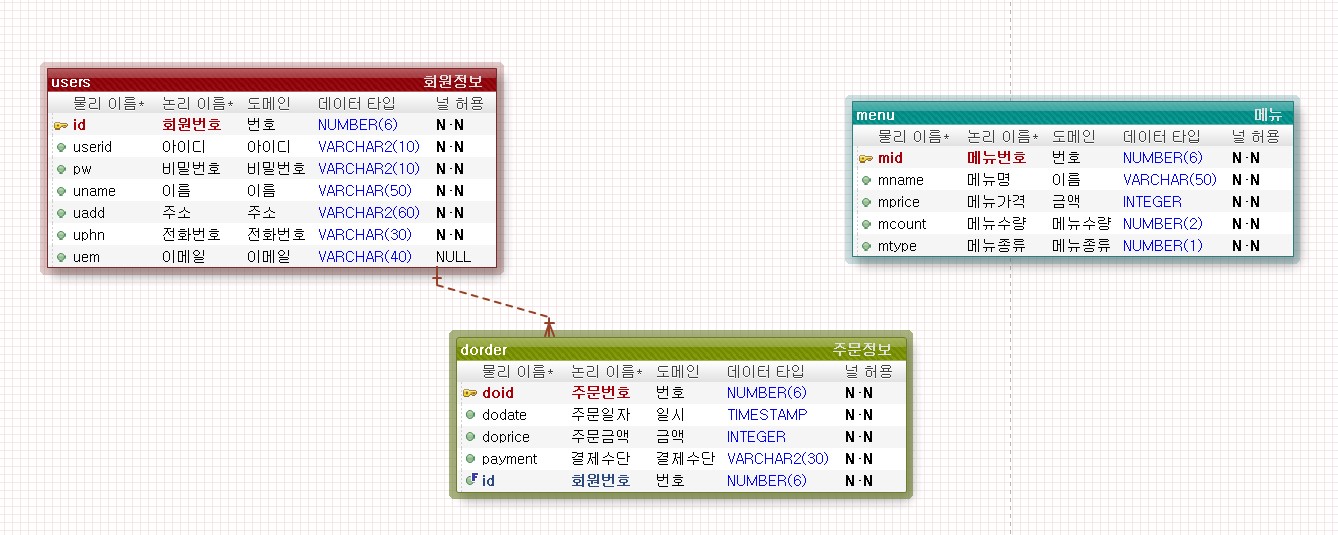 users 회원정보
물리 이름* 논리 이름* 도메인 데이터 타입 널 허용
id 회원번호 번호 NUMBER(6) N·N
userid 아이디 아이디 VARCHAR2(10) N·N
pw 비밀번호 비밀번호 VARCHAR2(10) N·N
uname 이름 이름 VARCHAR(50) N·N
uadd 주소 주소 VARCHAR2(60) N·N
uphn 전화번호 전화번호 VARCHAR(30) N·N
uem 이메일 이메일 VARCHAR(40) NULL
menu 메뉴
물리 이름* 논리 이름* 도메인 데이터 타입 널 허용
mid 메뉴번호 번호 NUMBER(6) N·N
mname 메뉴명 이름 VARCHAR(50) N·N
mprice 메뉴가격 금액 INTEGER N·N
mcount 메뉴수량 메뉴수량 NUMBER(2) N·N
mtype 메뉴종류 메뉴종류 NUMBER(1) N·N
dorder 주문정보
물리 이름* 논리 이름* 도메인 데이터 타입 널 허용
doid 주문번호 번호 NUMBER(6) N·N
dodate 주문일자 일시 TIMESTAMP N·N
doprice 주문금액 금액 INTEGER N·N
payment 결제수단 결제수단 VARCHAR2(30) N·N
F id 회원번호 번호 NUMBER(6) N·N